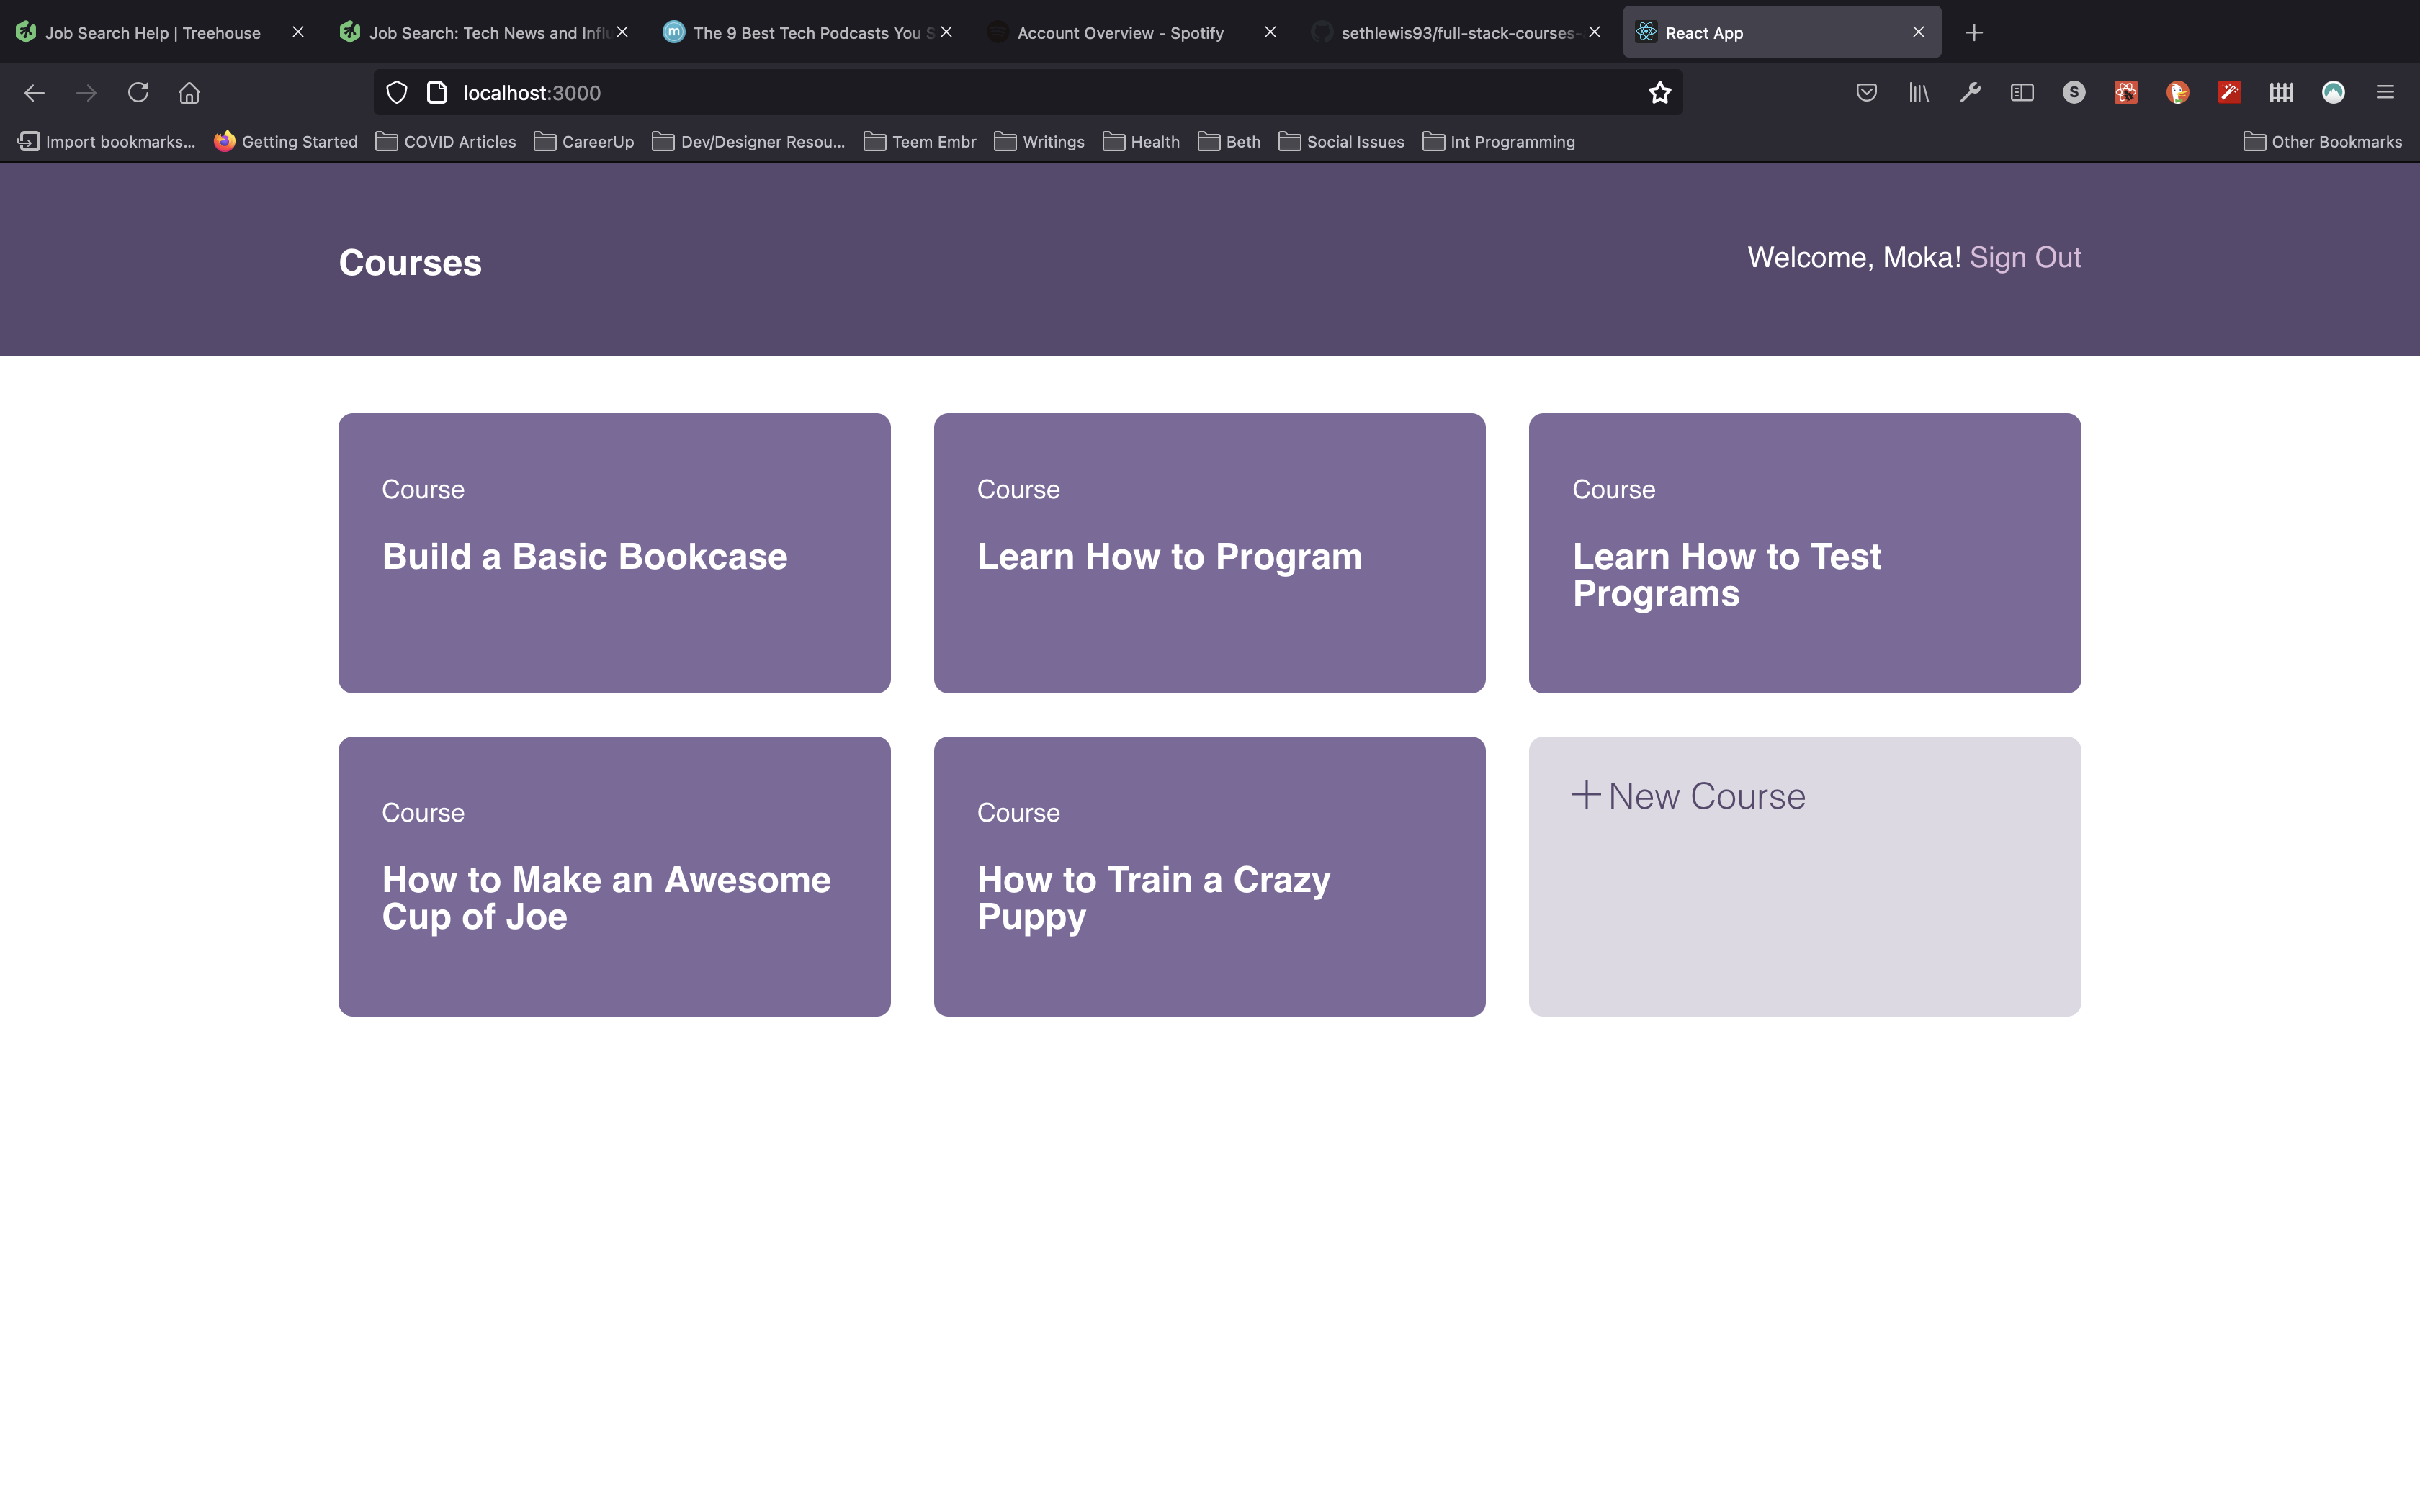 Job Search Help | Treehouse
Job Search: Tech News and Influ
The 9 Best Tech Podcasts You S
Account Overview - Spotify
sethlewis93/full-stack-courses-
React App
localhost:3000
S
Import bookmarks...
Getting Started
COVID Articles
CareerUp
Dev/Designer Resou...
Teem Embr
Writings
Health
Beth
Social Issues
Int Programming
Other Bookmarks
Courses
Welcome, Moka! Sign Out
Course
Build a Basic Bookcase
Course
Learn How to Program
Course
Learn How to Test
Programs
Course
How to Make an Awesome
Cup of Joe
Course
How to Train a Crazy
Puppy
+ New Course